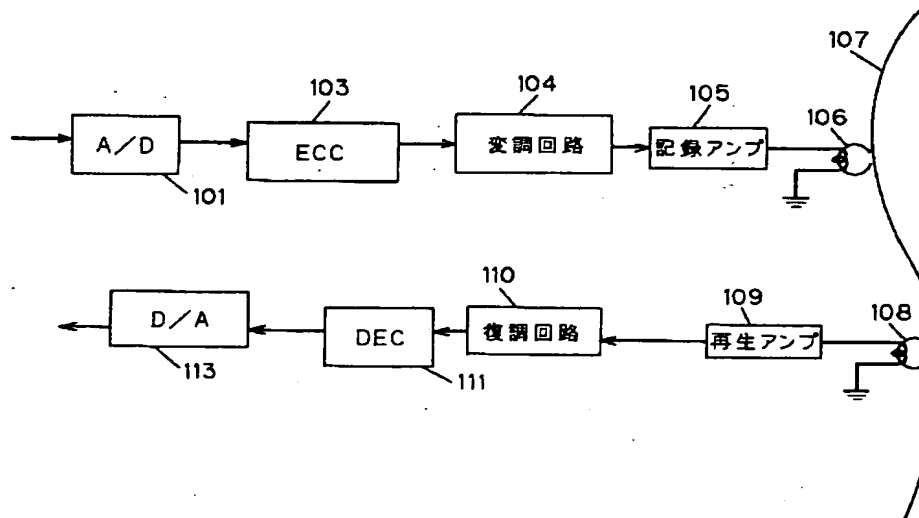 107
104
103
105
106
A/D
ECC
変調回路
記録アンプ
101
110
109
108
D/A
DEC
復調回路
再生アンプ
113
111